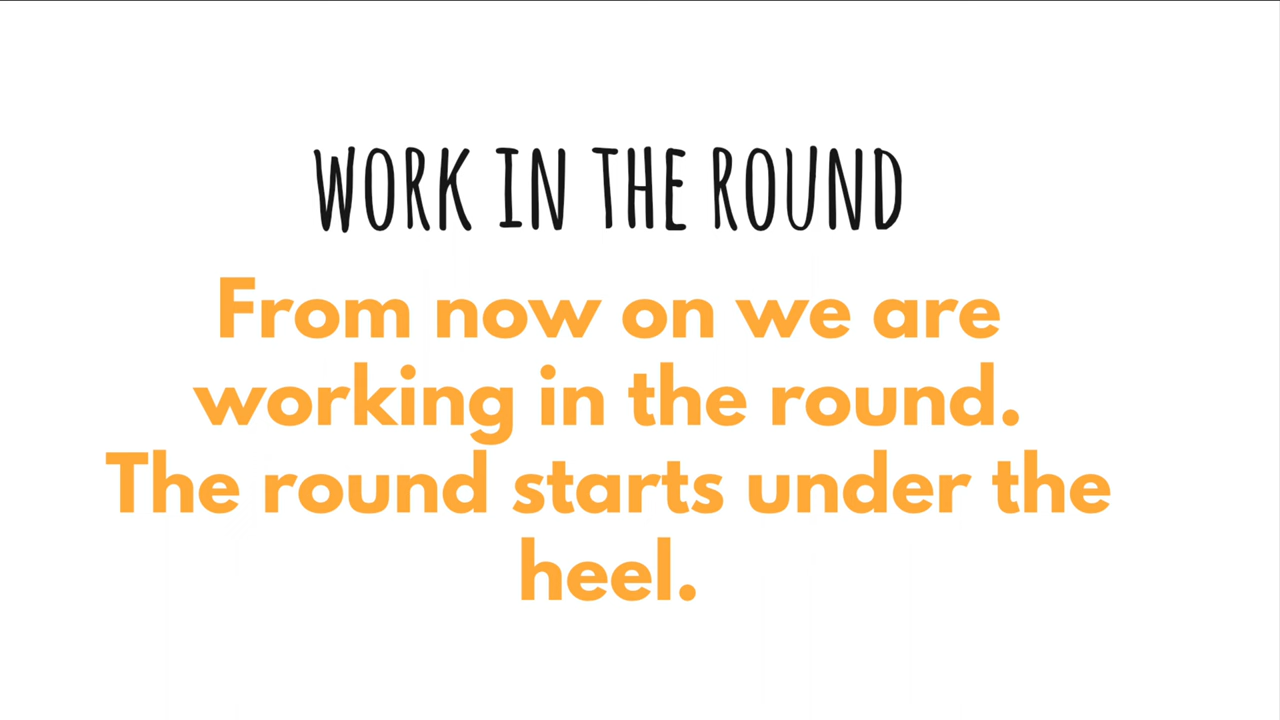 WORK IN THE ROUND
From now on we are
working in the round.
The round starts under the
heel.